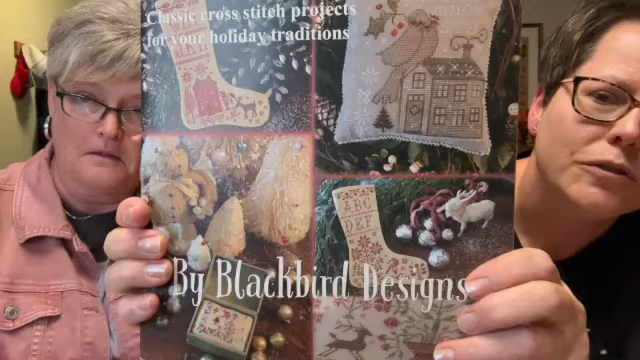 Classic cross stitch projects
for your holiday traditions
ABC
DEF
By Blackbird Designs